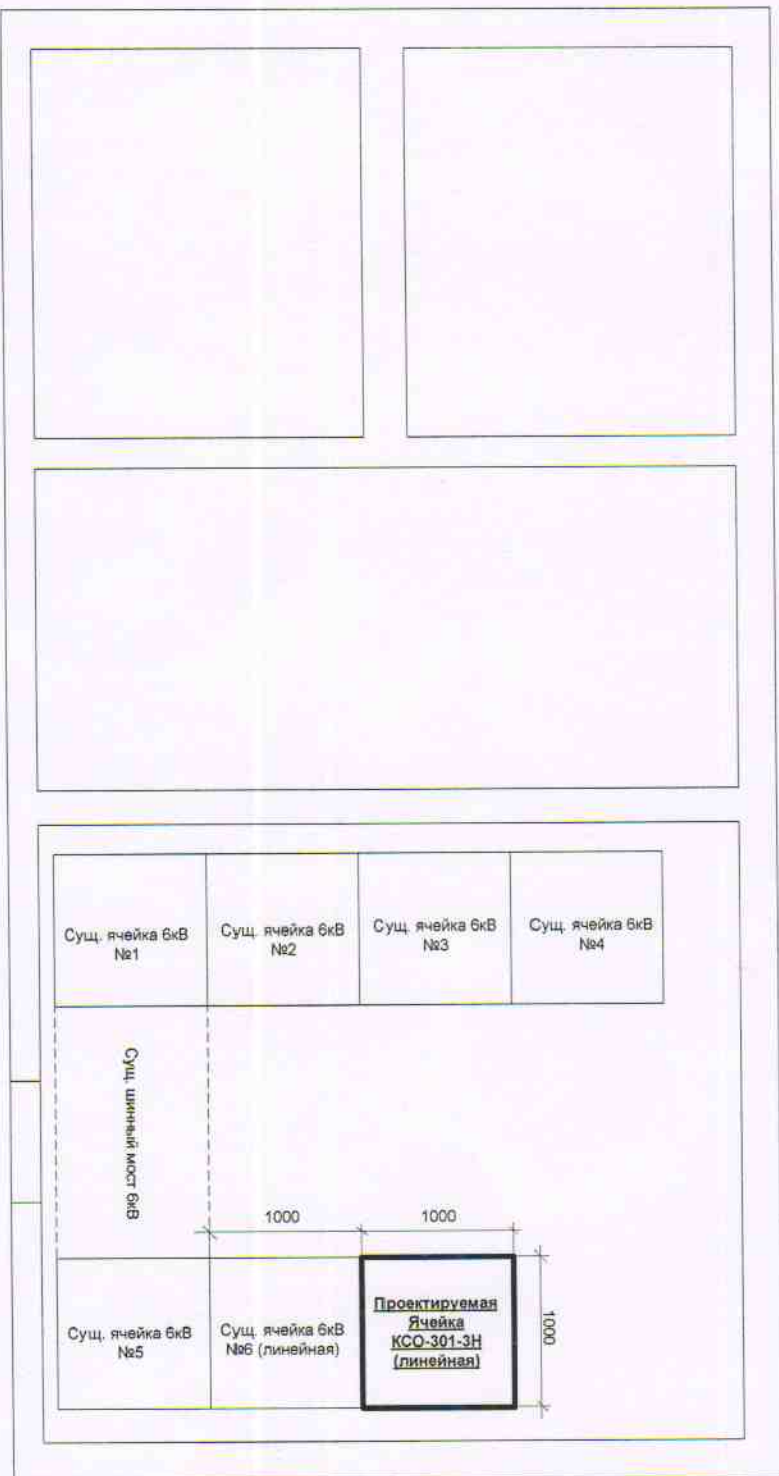 Сущ. ячейка 6кВ
№1
Сущ. ячейка 6кВ
№2
Сущ. ячейка 6кВ
№3
Сущ. ячейка 6кВ
№4
Сущ. шинный мост 6кВ
1000
1000
Сущ. ячейка 6кВ
№5
Сущ. ячейка 6кВ
№6 (линейная)
Проектируемая
Ячейка
КСО-301-3Н
(линейная)
1000